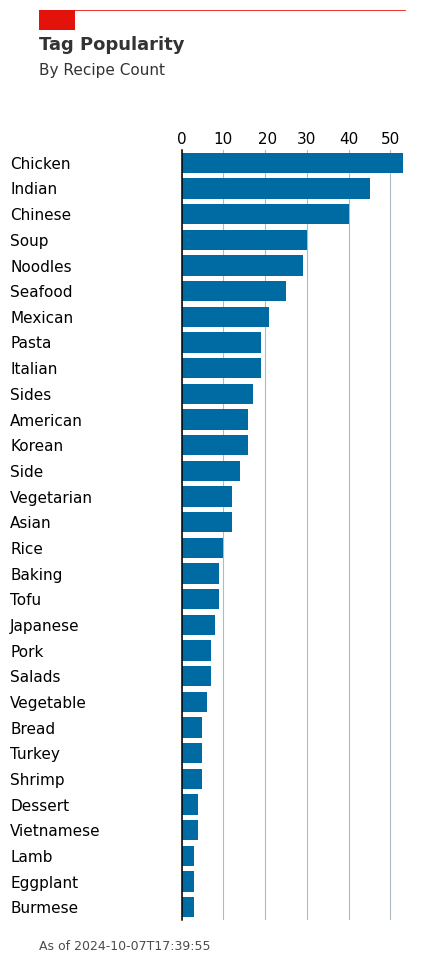 Tag Popularity
By Recipe Count
0 10 20 30 40 50
Chicken
Indian
Chinese
Soup
Noodles
Seafood
Mexican
Pasta
Italian
Sides
American
Korean
Side
Vegetarian
Asian
Rice
Baking
Tofu
Japanese
Pork
Salads
Vegetable
Bread
Turkey
Shrimp
Dessert
Vietnamese
Lamb
Eggplant
Burmese
As of 2024-10-07T17:39:55